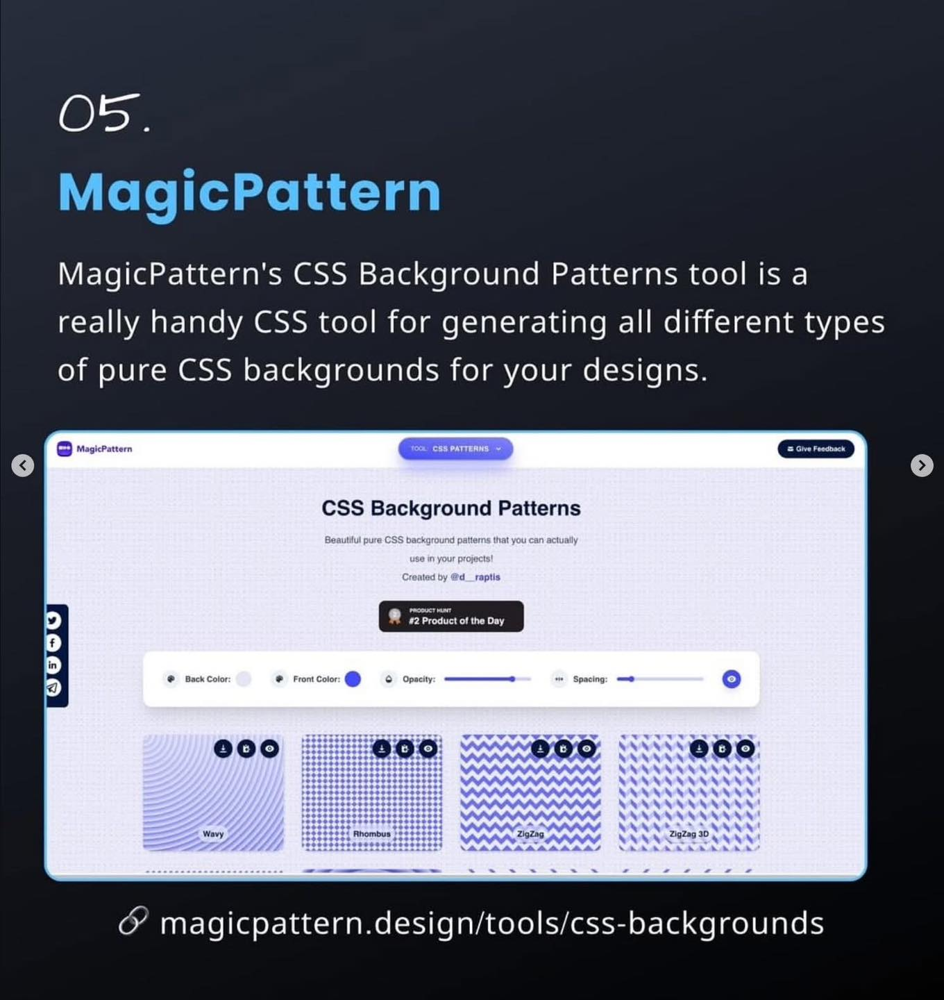 05.
MagicPattern
MagicPattern's CSS Background Patterns tool is a
really handy CSS tool for generating all different types
of pure CSS backgrounds for your designs.
MagicPattern
TOOL: CSS PATTERNS
Give Feedback
CSS Background Patterns
Beautiful pure CSS background patterns that you can actually
use in your projects!
Created by @d__raptis
PRODUCT HUNT
#2 Product of the Day
Back Color: Front Color: Opacity: Spacing:
Wavy Rhombus ZigZag ZigZag 3D
magicpattern.design/tools/css-backgrounds